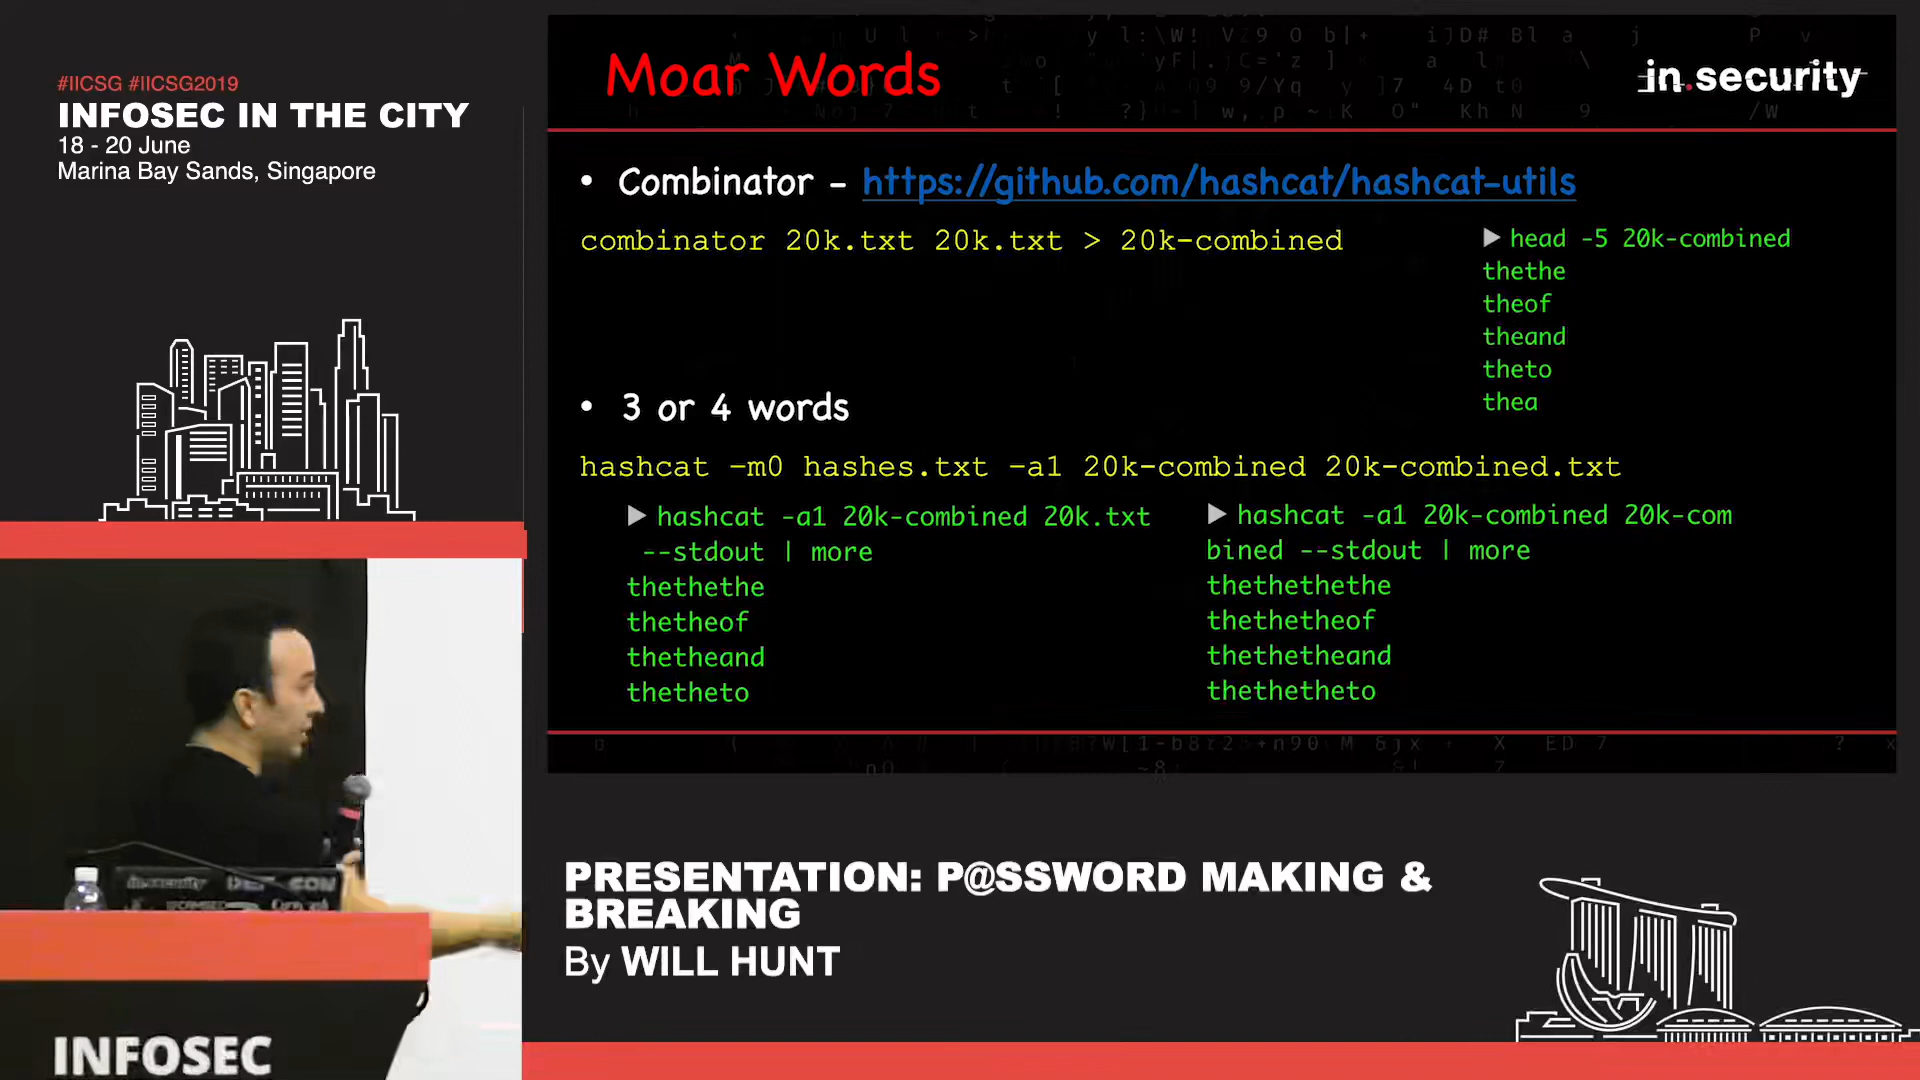 #IICSG #IICSG2019
INFOSEC IN THE CITY
18 - 20 June
Marina Bay Sands, Singapore
Moar Words
in.security
• Combinator – https://github.com/hashcat/hashcat-utils
combinator 20k.txt 20k.txt > 20k-combined
▶ head -5 20k-combined
thethe
theof
theand
theto
thea
• 3 or 4 words
hashcat –m0 hashes.txt –a1 20k-combined 20k-combined.txt
▶ hashcat -a1 20k-combined 20k.txt
--stdout | more
thethethe
thetheof
thetheand
thetheto
▶ hashcat -a1 20k-combined 20k-com
bined --stdout | more
thethethethe
thethetheof
thethetheand
thethetheto
PRESENTATION: P@SSWORD MAKING &
BREAKING
By WILL HUNT
in.security
INFOSEC